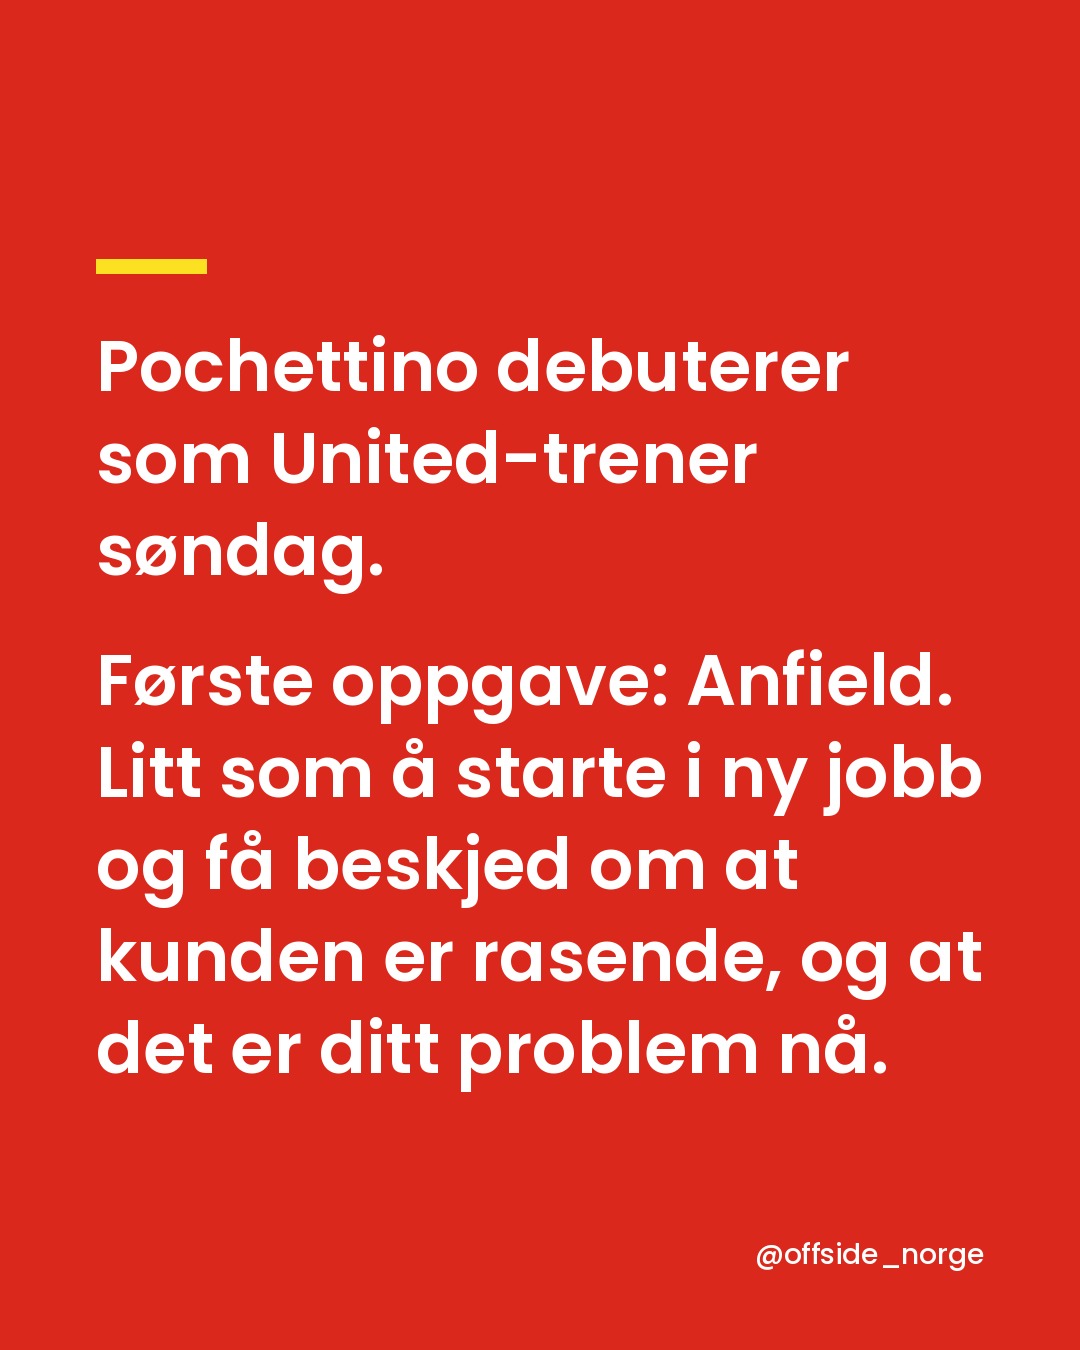 Pochettino debuterer
som United-trener
søndag.
Første oppgave: Anfield.
Litt som å starte i ny jobb
og få beskjed om at
kunden er rasende, og at
det er ditt problem nå.
@offside_norge